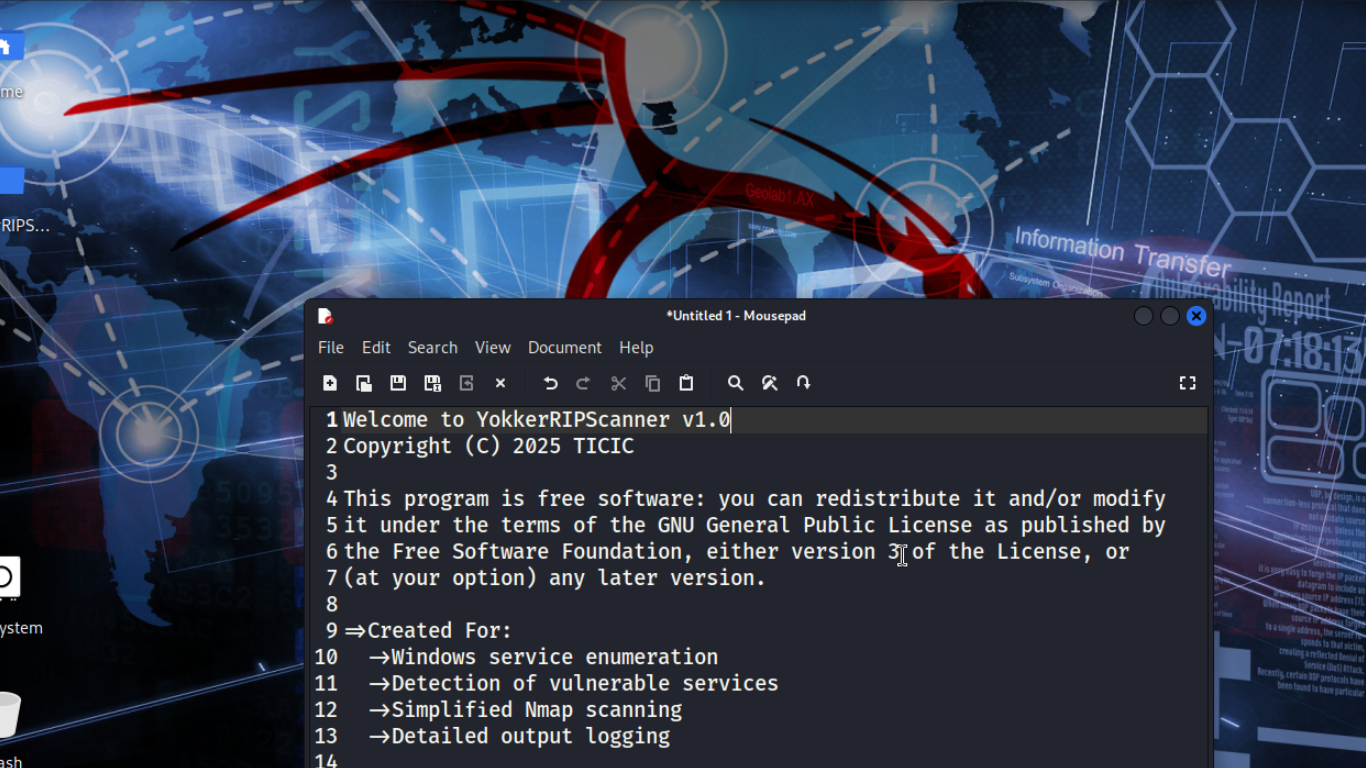 me
RIPS...
ystem
ash
Geolab1.AX
Information Transfer
Subsystem Organization
*Untitled 1 - Mousepad
File Edit Search View Document Help
1 Welcome to YokkerRIPScanner v1.0
2 Copyright (C) 2025 TICIC
3
4 This program is free software: you can redistribute it and/or modify
5 it under the terms of the GNU General Public License as published by
6 the Free Software Foundation, either version 3 of the License, or
7 (at your option) any later version.
8
9 ⇒Created For:
10 →Windows service enumeration
11 →Detection of vulnerable services
12 →Simplified Nmap scanning
13 →Detailed output logging
14